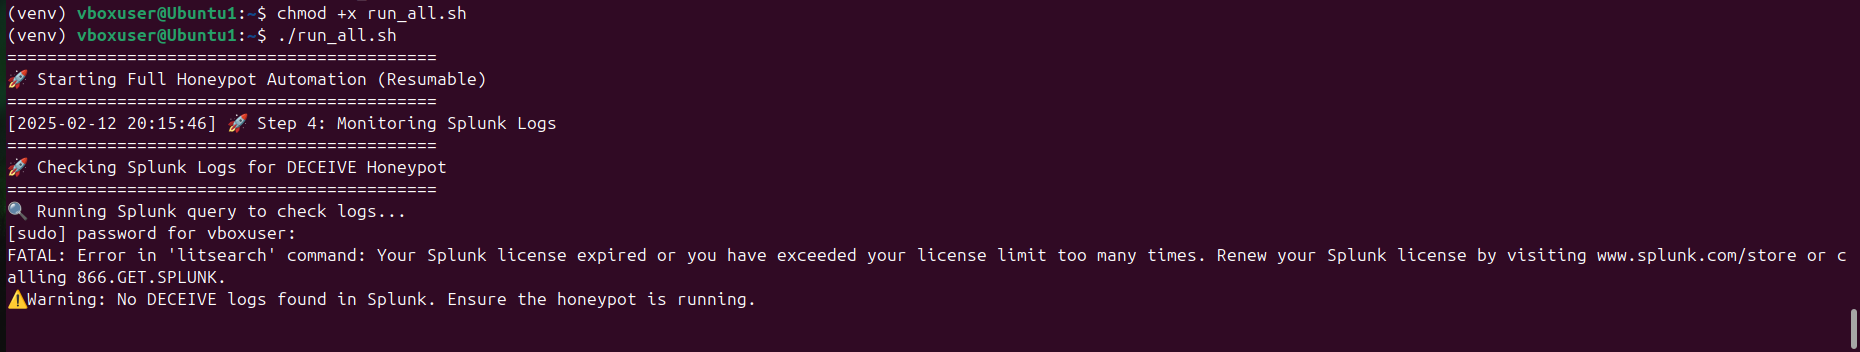 (venv) vboxuser@Ubuntu1:~$ chmod +x run_all.sh
(venv) vboxuser@Ubuntu1:~$ ./run_all.sh
===========================================
🚀 Starting Full Honeypot Automation (Resumable)
===========================================
[2025-02-12 20:15:46] 🚀 Step 4: Monitoring Splunk Logs
===========================================
🚀 Checking Splunk Logs for DECEIVE Honeypot
===========================================
🔍 Running Splunk query to check logs...
[sudo] password for vboxuser:
FATAL: Error in 'litsearch' command: Your Splunk license expired or you have exceeded your license limit too many times. Renew your Splunk license by visiting www.splunk.com/store or c
alling 866.GET.SPLUNK.
⚠️Warning: No DECEIVE logs found in Splunk. Ensure the honeypot is running.